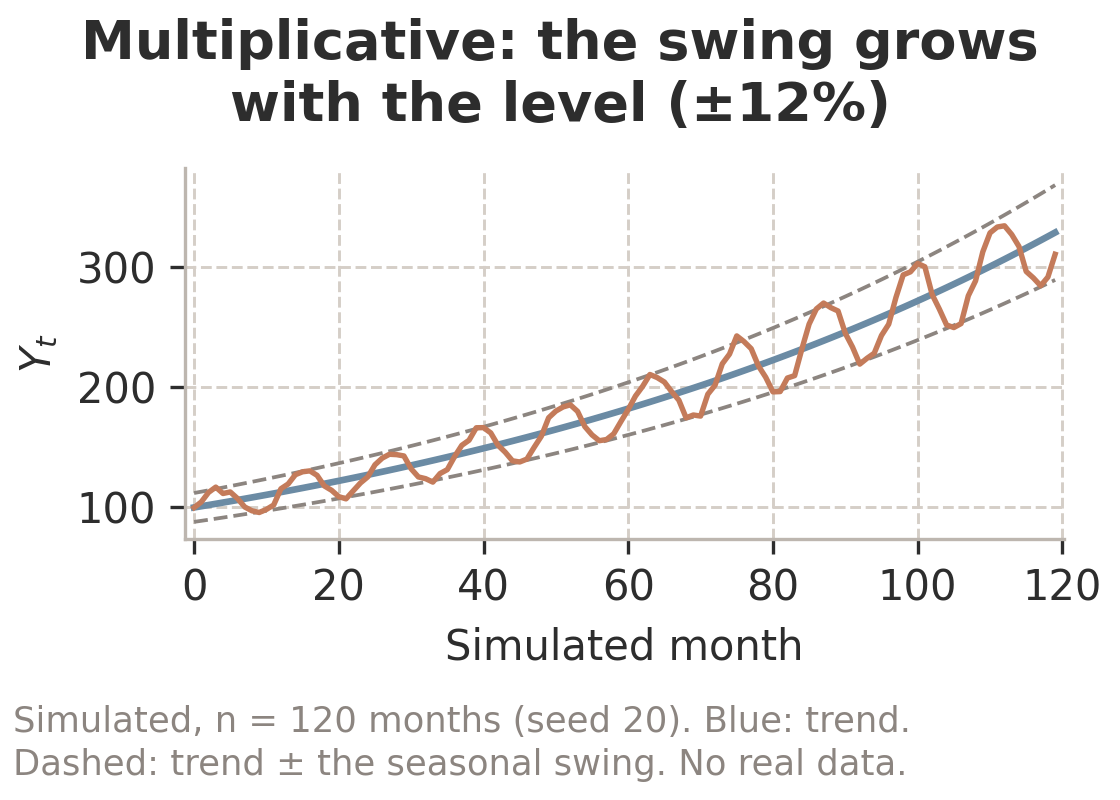 Multiplicative: the swing grows
with the level (±12%)
300
200
100
Y_t
0 20 40 60 80 100 120
Simulated month
Simulated, n = 120 months (seed 20). Blue: trend.
Dashed: trend ± the seasonal swing. No real data.